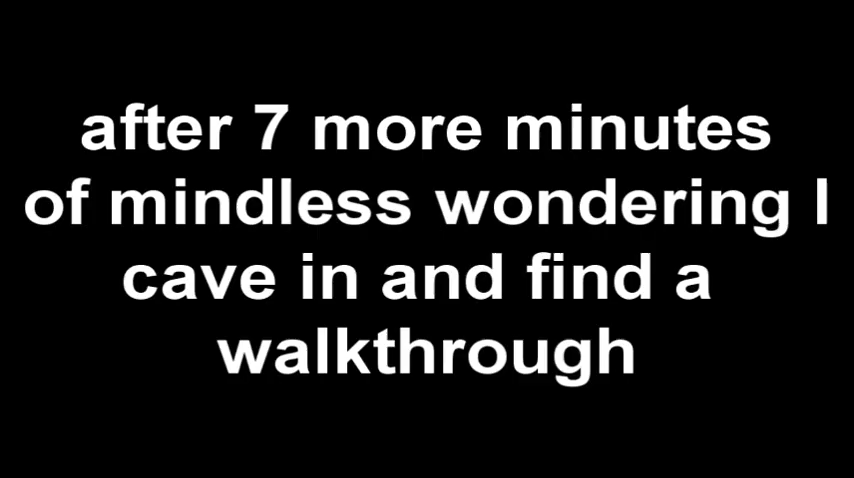 after 7 more minutes
of mindless wondering I
cave in and find a
walkthrough